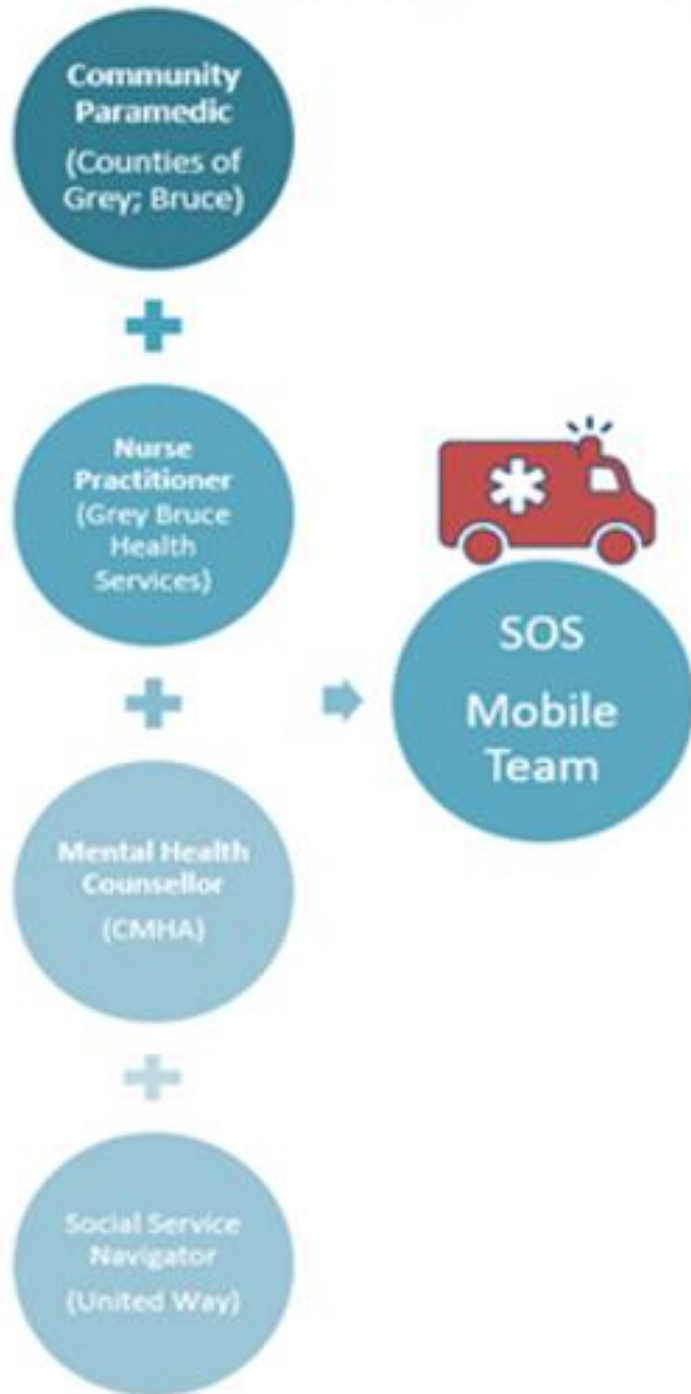 Community
Paramedic
(Counties of
Grey; Bruce)
Nurse
Practitioner
(Grey Bruce
Health
Services)
Mental Health
Counsellor
(CMHA)
Social Service
Navigator
(United Way)
SOS
Mobile
Team